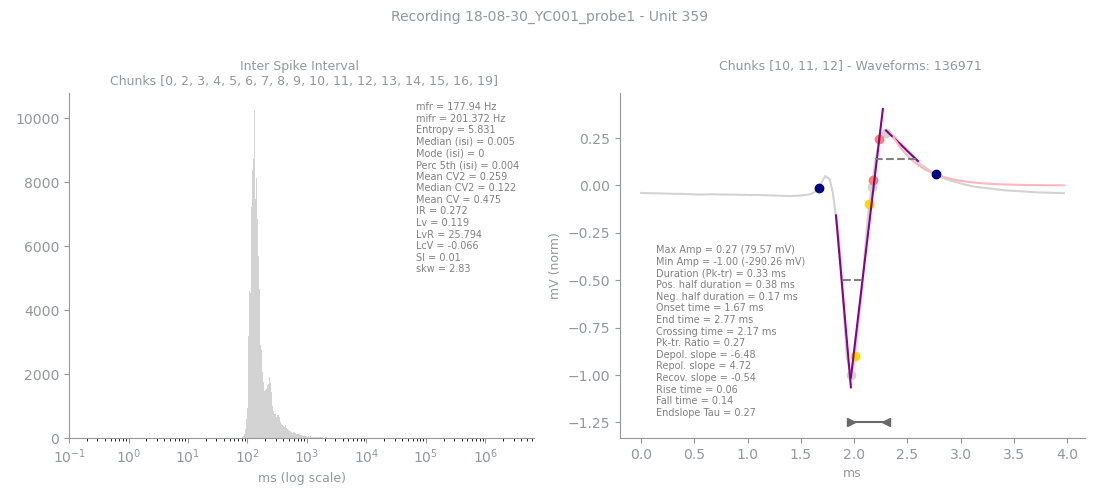 Recording 18-08-30_YC001_probe1 - Unit 359
Inter Spike Interval
Chunks [0, 2, 3, 4, 5, 6, 7, 8, 9, 10, 11, 12, 13, 14, 15, 16, 19]
mfr = 177.94 Hz
mifr = 201.372 Hz
Entropy = 5.831
Median (isi) = 0.005
Mode (isi) = 0
Perc 5th (isi) = 0.004
Mean CV2 = 0.259
Median CV2 = 0.122
Mean CV = 0.475
IR = 0.272
Lv = 0.119
LvR = 25.794
LcV = -0.066
SI = 0.01
skw = 2.83
10000
8000
6000
4000
2000
0
10⁻¹ 10⁰ 10¹ 10² 10³ 10⁴ 10⁵ 10⁶
ms (log scale)
Chunks [10, 11, 12] - Waveforms: 136971
mV (norm)
0.25
0.00
−0.25
−0.50
−0.75
−1.00
−1.25
Max Amp = 0.27 (79.57 mV)
Min Amp = -1.00 (-290.26 mV)
Duration (Pk-tr) = 0.33 ms
Pos. half duration = 0.38 ms
Neg. half duration = 0.17 ms
Onset time = 1.67 ms
End time = 2.77 ms
Crossing time = 2.17 ms
Pk-tr. Ratio = 0.27
Depol. slope = -6.48
Repol. slope = 4.72
Recov. slope = -0.54
Rise time = 0.06
Fall time = 0.14
Endslope Tau = 0.27
0.0 0.5 1.0 1.5 2.0 2.5 3.0 3.5 4.0
ms